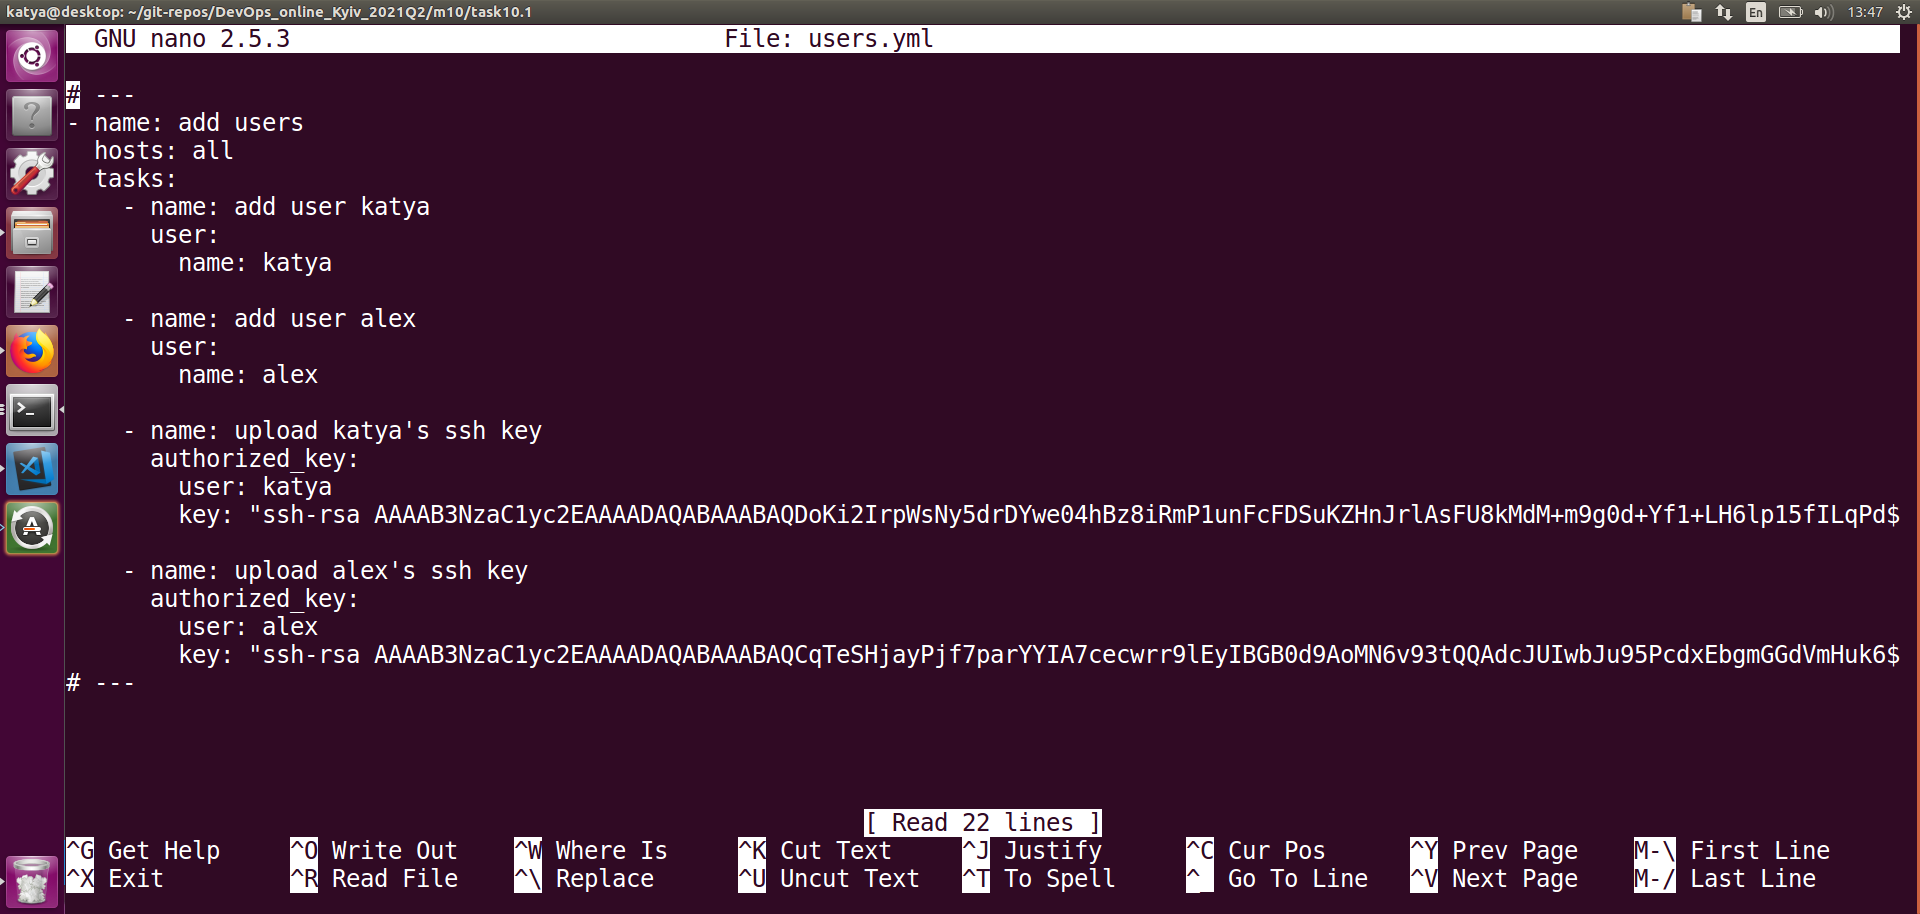 katya@desktop: ~/git-repos/DevOps_online_Kyiv_2021Q2/m10/task10.1 En 13:47
GNU nano 2.5.3 File: users.yml
# ---
- name: add users
  hosts: all
  tasks:
    - name: add user katya
      user:
        name: katya
    - name: add user alex
      user:
        name: alex
    - name: upload katya's ssh key
      authorized_key:
        user: katya
        key: "ssh-rsa AAAAB3NzaC1yc2EAAAADAQABAAABAQDoKi2IrpWsNy5drDYwe04hBz8iRmP1unFcFDSuKZHnJrlAsFU8kMdM+m9g0d+Yf1+LH6lp15fILqPd$
    - name: upload alex's ssh key
      authorized_key:
        user: alex
        key: "ssh-rsa AAAAB3NzaC1yc2EAAAADAQABAAABAQCqTeSHjayPjf7parYYIA7cecwrr9lEyIBGB0d9AoMN6v93tQQAdcJUIwbJu95PcdxEbgmGGdVmHuk6$
# ---
[ Read 22 lines ]
^G Get Help ^O Write Out ^W Where Is ^K Cut Text ^J Justify ^C Cur Pos ^Y Prev Page M-\ First Line
^X Exit ^R Read File ^\ Replace ^U Uncut Text ^T To Spell ^_ Go To Line ^V Next Page M-/ Last Line